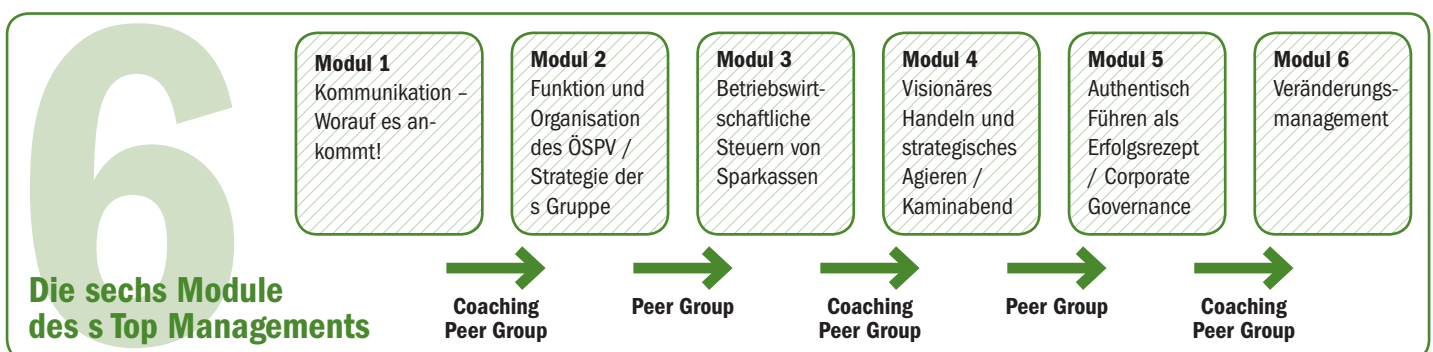 6
Die sechs Module
des s Top Managements
Modul 1
Kommunikation –
Worauf es an-
kommt!
Modul 2
Funktion und
Organisation
des ÖSPV /
Strategie der
s Gruppe
Modul 3
Betriebswirt-
schaftliche
Steuern von
Sparkassen
Modul 4
Visionäres
Handeln und
strategisches
Agieren /
Kaminabend
Modul 5
Authentisch
Führen als
Erfolgsrezept
/ Corporate
Governance
Modul 6
Veränderungs-
management
Coaching
Peer Group
Peer Group
Coaching
Peer Group
Peer Group
Coaching
Peer Group